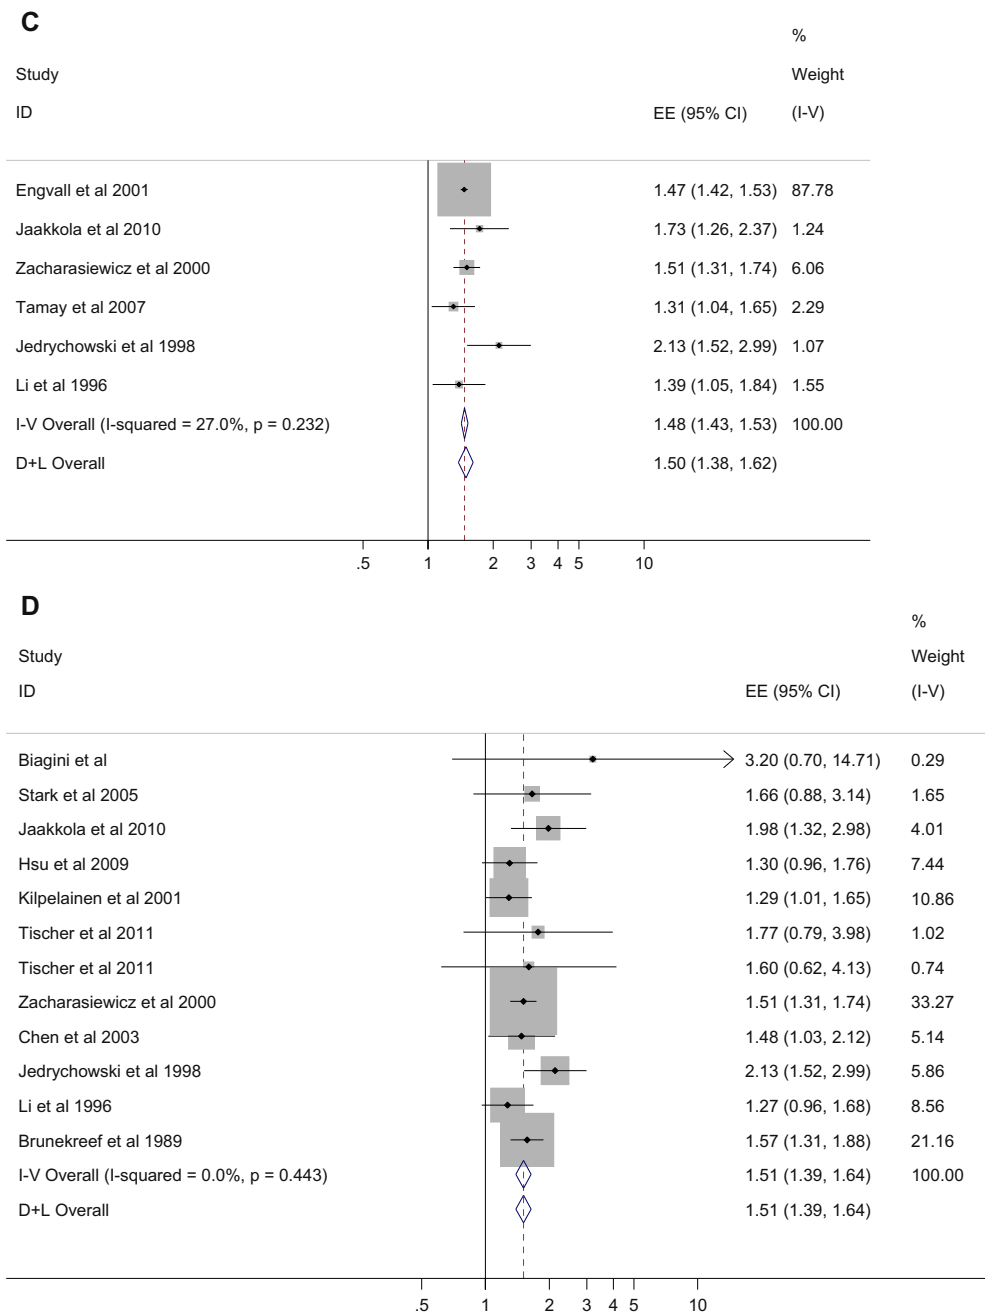 C
%
Study Weight
ID EE (95% CI) (I-V)
Engvall et al 2001 1.47 (1.42, 1.53) 87.78
Jaakkola et al 2010 1.73 (1.26, 2.37) 1.24
Zacharasiewicz et al 2000 1.51 (1.31, 1.74) 6.06
Tamay et al 2007 1.31 (1.04, 1.65) 2.29
Jedrychowski et al 1998 2.13 (1.52, 2.99) 1.07
Li et al 1996 1.39 (1.05, 1.84) 1.55
I-V Overall (I-squared = 27.0%, p = 0.232) 1.48 (1.43, 1.53) 100.00
D+L Overall 1.50 (1.38, 1.62)
.5 1 2 3 4 5 10
D
%
Study Weight
ID EE (95% CI) (I-V)
Biagini et al 3.20 (0.70, 14.71) 0.29
Stark et al 2005 1.66 (0.88, 3.14) 1.65
Jaakkola et al 2010 1.98 (1.32, 2.98) 4.01
Hsu et al 2009 1.30 (0.96, 1.76) 7.44
Kilpelainen et al 2001 1.29 (1.01, 1.65) 10.86
Tischer et al 2011 1.77 (0.79, 3.98) 1.02
Tischer et al 2011 1.60 (0.62, 4.13) 0.74
Zacharasiewicz et al 2000 1.51 (1.31, 1.74) 33.27
Chen et al 2003 1.48 (1.03, 2.12) 5.14
Jedrychowski et al 1998 2.13 (1.52, 2.99) 5.86
Li et al 1996 1.27 (0.96, 1.68) 8.56
Brunekreef et al 1989 1.57 (1.31, 1.88) 21.16
I-V Overall (I-squared = 0.0%, p = 0.443) 1.51 (1.39, 1.64) 100.00
D+L Overall 1.51 (1.39, 1.64)
.5 1 2 3 4 5 10